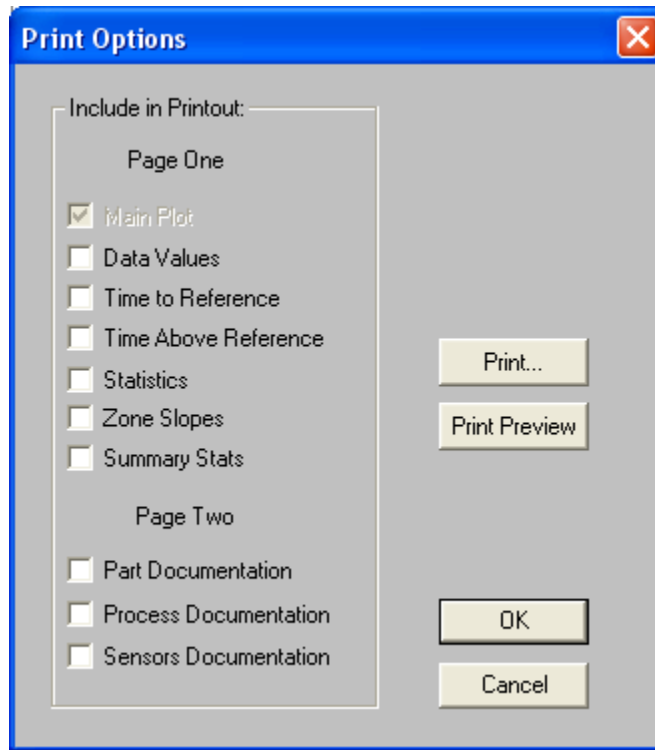 Print Options
Include in Printout:
Page One
Main Plot
Data Values
Time to Reference
Time Above Reference
Statistics
Zone Slopes
Summary Stats
Page Two
Part Documentation
Process Documentation
Sensors Documentation
Print...
Print Preview
OK
Cancel